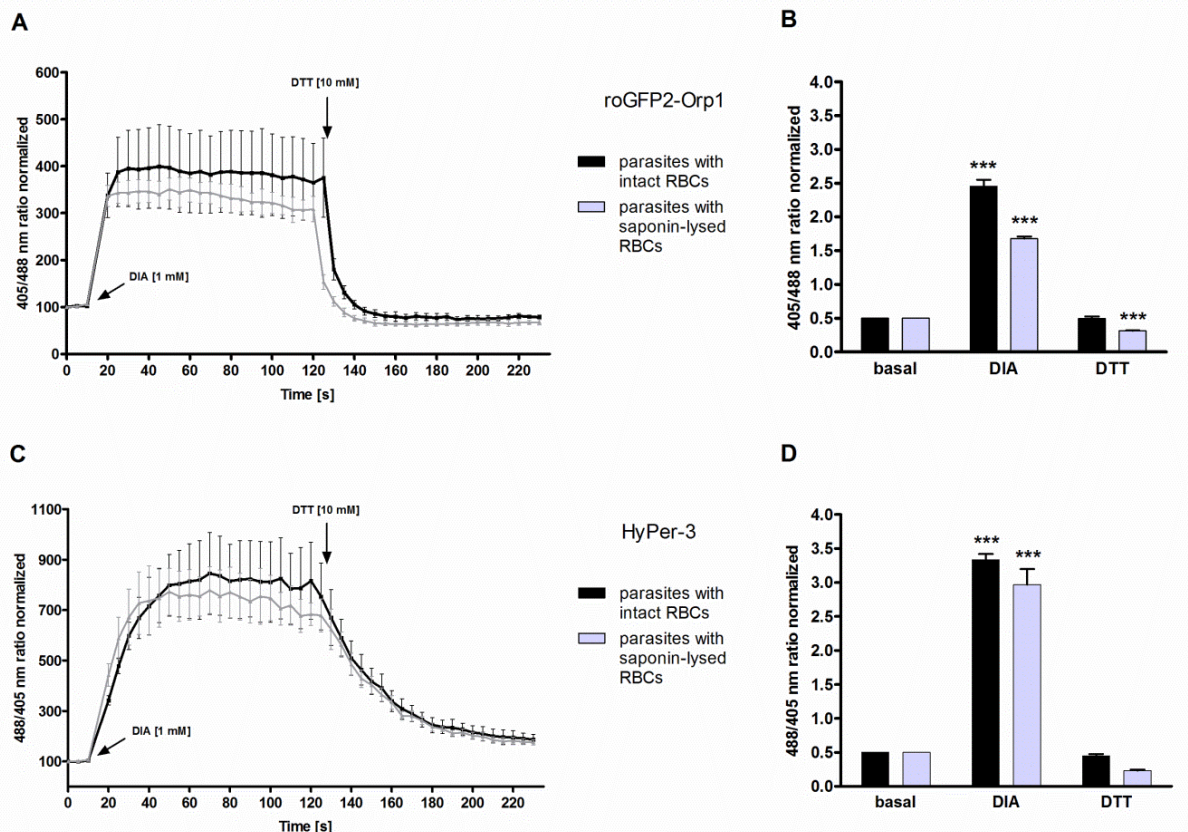 A
405/488 nm ratio normalized
600
500
400
300
200
100
0
DTT [10 mM]
DIA [1 mM]
0 20 40 60 80 100 120 140 160 180 200 220
Time [s]
roGFP2-Orp1
parasites with
intact RBCs
parasites with
saponin-lysed
RBCs
B
405/488 nm ratio normalized
4.0
3.5
3.0
2.5
2.0
1.5
1.0
0.5
0.0
***
***
***
basal DIA DTT
C
488/405 nm ratio normalized
1100
900
700
500
300
100
DTT [10 mM]
DIA [1 mM]
0 20 40 60 80 100 120 140 160 180 200 220
Time [s]
HyPer-3
parasites with
intact RBCs
parasites with
saponin-lysed
RBCs
D
488/405 nm ratio normalized
4.0
3.5
3.0
2.5
2.0
1.5
1.0
0.5
0.0
***
***
basal DIA DTT